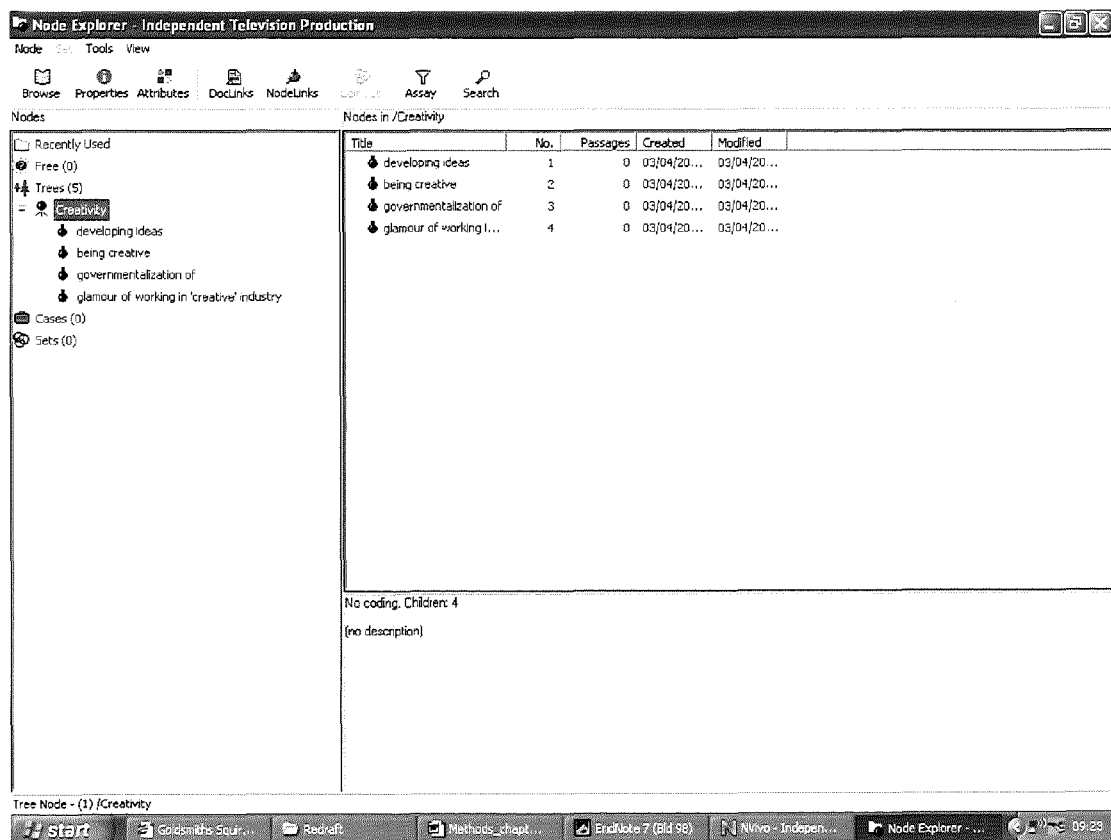 Node Explorer - Independent Television Production
Node Set Tools View
Browse Properties Attributes DocLinks NodeLinks Assay Search
Nodes
Nodes in /Creativity
Recently Used
Free (0)
Trees (5)
Creativity
developing ideas
being creative
governmentalization of
glamour of working in 'creative' industry
Cases (0)
Sets (0)
Title No. Passages Created Modified
developing ideas 1 0 03/04/20... 03/04/20...
being creative 2 0 03/04/20... 03/04/20...
governmentalization of 3 0 03/04/20... 03/04/20...
glamour of working i... 4 0 03/04/20... 03/04/20...
No coding. Children: 4
(no description)
Tree Node - (1) /Creativity
start Goldsmiths Squir... Redraft Methods_chapt... EndNote 7 (Bld 98) NVivo - Indepen... Node Explorer - ... 09:23